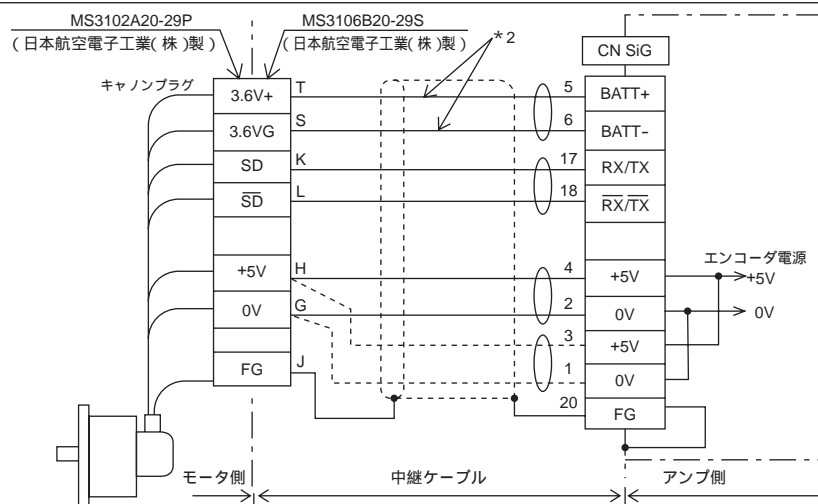 MS3102A20-29P
MS3106B20-29S
(日本航空電子工業(株)製)
(日本航空電子工業(株)製)
*2
CN SiG
キャノンプラグ
3.6V+ T 5 BATT+
3.6VG S 6 BATT−
SD K 17 RX/TX
S̅D̅ L 18 R̅X̅/T̅X̅
エンコーダ電源
+5V H 4 +5V +5V
0V G 2 0V 0V
3 +5V
1 0V
FG J 20 FG
モータ側 中継ケーブル アンプ側